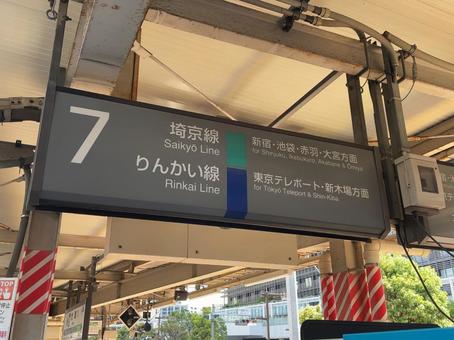 7
埼京線
Saikyō Line
新宿・池袋・赤羽・大宮方面
for Shinjuku, Ikebukuro, Akabane & Ōmiya
りんかい線
Rinkai Line
東京テレポート・新木場方面
for Tōkyō Teleport & Shin-Kiba